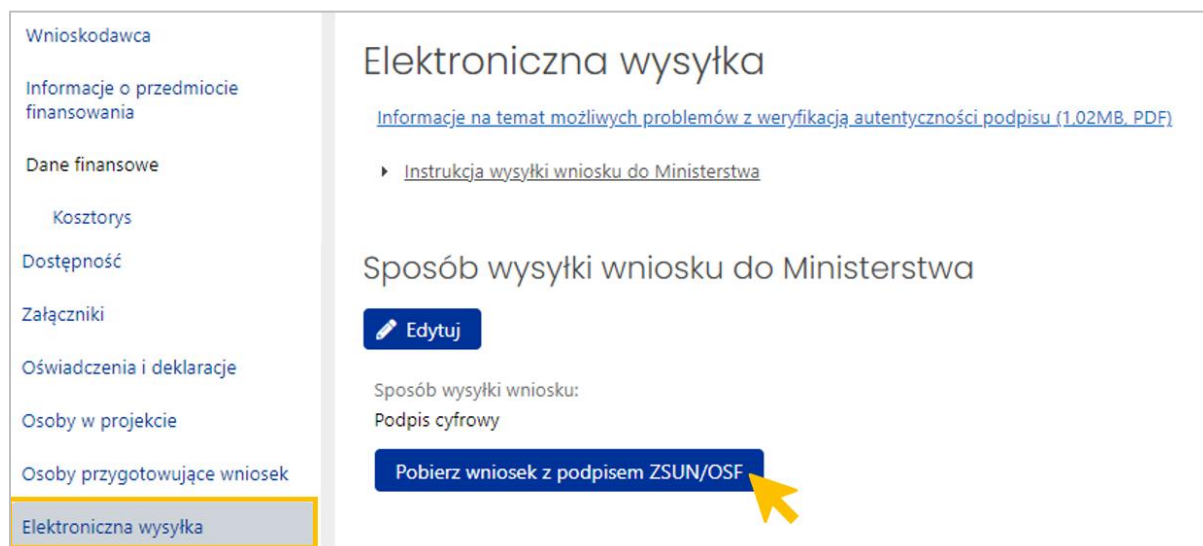 Wnioskodawca
Informacje o przedmiocie
finansowania
Dane finansowe
Kosztorys
Dostępność
Załączniki
Oświadczenia i deklaracje
Osoby w projekcie
Osoby przygotowujące wniosek
Elektroniczna wysyłka
Elektroniczna wysyłka
Informacje na temat możliwych problemów z weryfikacją autentyczności podpisu (1,02MB, PDF)
Instrukcja wysyłki wniosku do Ministerstwa
Sposób wysyłki wniosku do Ministerstwa
Edytuj
Sposób wysyłki wniosku:
Podpis cyfrowy
Pobierz wniosek z podpisem ZSUN/OSF